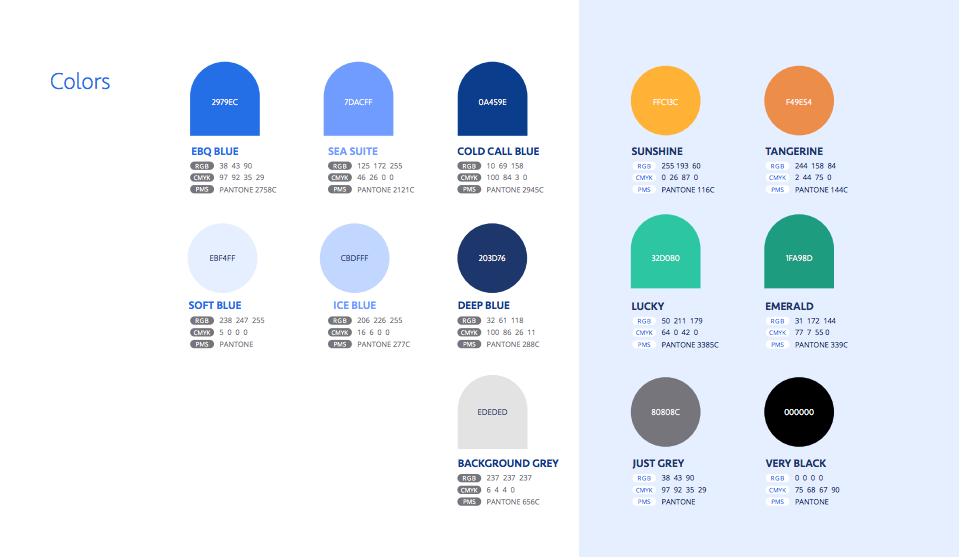 Colors
2979EC
EBQ BLUE
RGB 38 43 90
CMYK 97 92 35 29
PMS PANTONE 2758C
7DACFF
SEA SUITE
RGB 125 172 255
CMYK 46 26 0 0
PMS PANTONE 2121C
0A459E
COLD CALL BLUE
RGB 10 69 158
CMYK 100 84 3 0
PMS PANTONE 2945C
FFC13C
SUNSHINE
RGB 255 193 60
CMYK 0 26 87 0
PMS PANTONE 116C
F49E54
TANGERINE
RGB 244 158 84
CMYK 2 44 75 0
PMS PANTONE 144C
EBF4FF
SOFT BLUE
RGB 238 247 255
CMYK 5 0 0 0
PMS PANTONE
CBDFFF
ICE BLUE
RGB 206 226 255
CMYK 16 6 0 0
PMS PANTONE 277C
203D76
DEEP BLUE
RGB 32 61 118
CMYK 100 86 26 11
PMS PANTONE 288C
32D0B0
LUCKY
RGB 50 211 179
CMYK 64 0 42 0
PMS PANTONE 3385C
1FA98D
EMERALD
RGB 31 172 144
CMYK 77 7 55 0
PMS PANTONE 339C
EDEDED
BACKGROUND GREY
RGB 237 237 237
CMYK 6 4 4 0
PMS PANTONE 656C
80808C
JUST GREY
RGB 38 43 90
CMYK 97 92 35 29
PMS PANTONE
000000
VERY BLACK
RGB 0 0 0 0
CMYK 75 68 67 90
PMS PANTONE